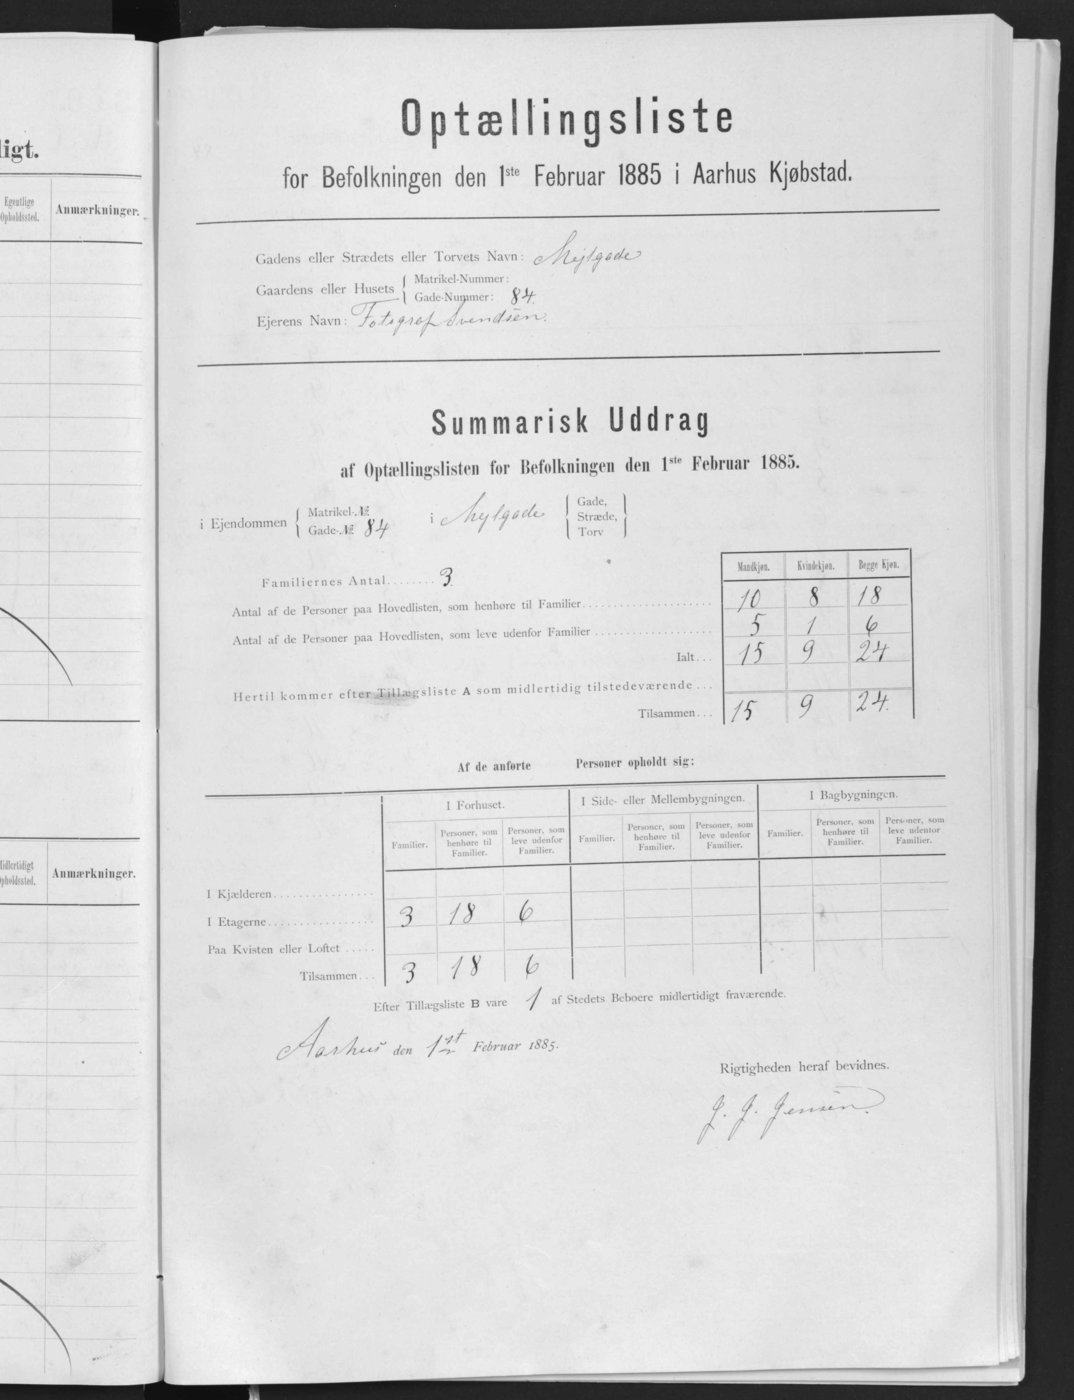 ligt.
Egentlige Opholdssted.
Anmærkninger.
Midlertidigt Opholdssted.
Anmærkninger.
Optællingsliste
for Befolkningen den 1ste Februar 1885 i Aarhus Kjøbstad.
Gadens eller Strædets eller Torvets Navn: Mejlgade
Gaardens eller Husets { Matrikel-Nummer:
Gade-Nummer: 84.
Ejerens Navn: Fotograf Svendsen.
Summarisk Uddrag
af Optællingslisten for Befolkningen den 1ste Februar 1885.
i Ejendommen { Matrikel-№
Gade-№ 84
i Mejlgade { Gade, Stræde, Torv }
Mandkjøn. Kvindekjøn. Begge Kjøn.
Familiernes Antal........ 3.
Antal af de Personer paa Hovedlisten, som henhøre til Familier.................... 10 8 18
Antal af de Personer paa Hovedlisten, som leve udenfor Familier .................. 5 1 6
Ialt... 15 9 24
Hertil kommer efter Tillægsliste A som midlertidig tilstedeværende ...
Tilsammen... 15 9 24.
Af de anførte Personer opholdt sig:
I Forhuset. I Side- eller Mellembygningen. I Bagbygningen.
Familier. Personer, som henhøre til Familier. Personer, som leve udenfor Familier. Familier. Personer, som henhøre til Familier. Personer, som leve udenfor Familier. Familier. Personer, som henhøre til Familier. Personer, som leve udenfor Familier.
I Kjælderen................
I Etagerne................. 3 18 6
Paa Kvisten eller Loftet .....
Tilsammen... 3 18 6
Efter Tillægsliste B vare 1 af Stedets Beboere midlertidigt fraværende.
Aarhus den 1st Februar 1885.
Rigtigheden heraf bevidnes.
J. J. Jensen.